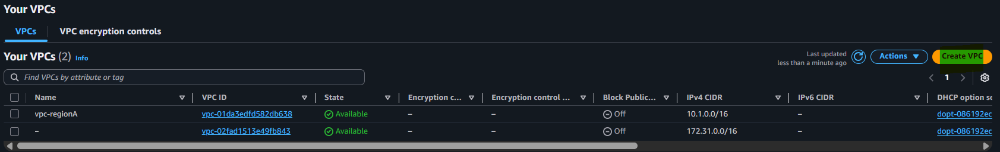 Your VPCs
VPCs VPC encryption controls
Your VPCs (2) Info
Last updated
less than a minute ago
Actions
Create VPC
Find VPCs by attribute or tag
1
Name VPC ID State Encryption c... Encryption control ... Block Public... IPv4 CIDR IPv6 CIDR DHCP option se
vpc-regionA vpc-01da3edfd582db638 Available – – Off 10.1.0.0/16 – dopt-086192ec
– vpc-02fad1513e49fb843 Available – – Off 172.31.0.0/16 – dopt-086192ec